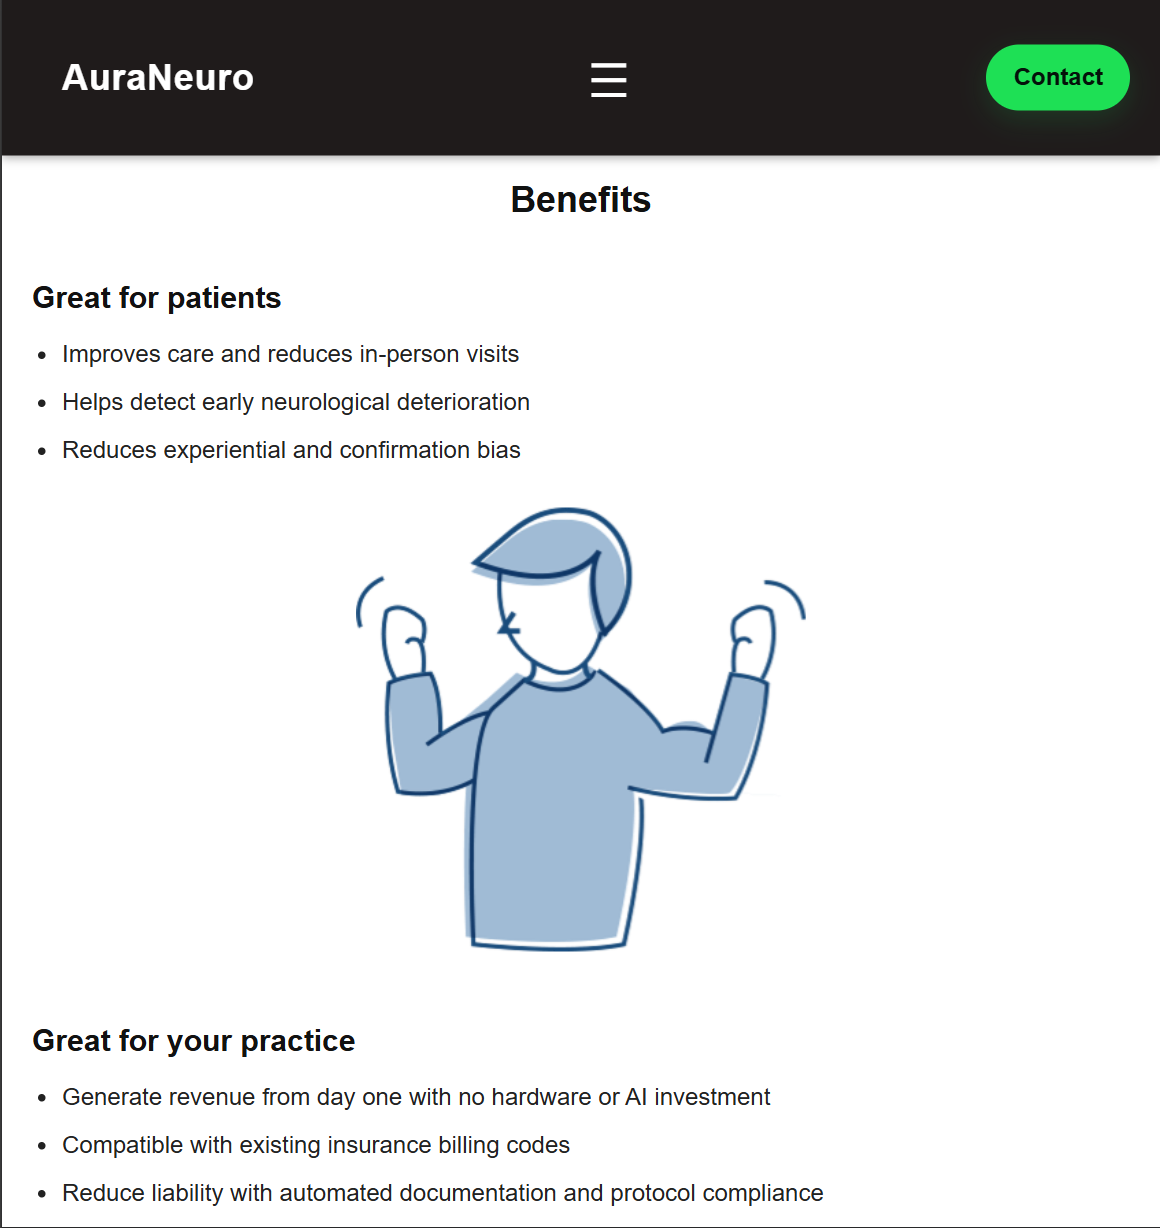 AuraNeuro
Contact
Benefits
Great for patients
Improves care and reduces in-person visits
Helps detect early neurological deterioration
Reduces experiential and confirmation bias
Great for your practice
Generate revenue from day one with no hardware or AI investment
Compatible with existing insurance billing codes
Reduce liability with automated documentation and protocol compliance